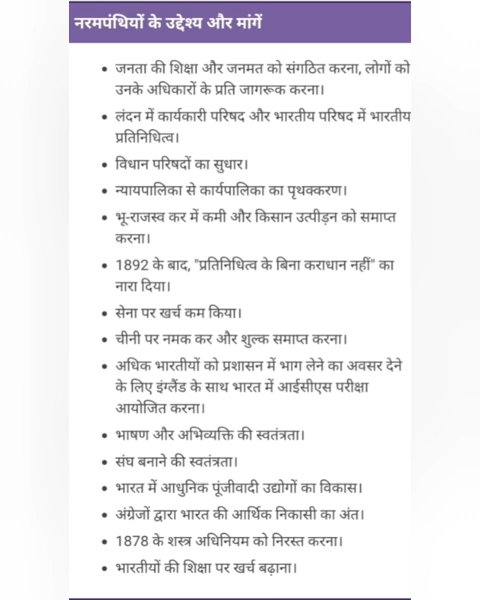 नरमपंथियों के उद्देश्य और मांगें
• जनता की शिक्षा और जनमत को संगठित करना, लोगों को
उनके अधिकारों के प्रति जागरूक करना।
• लंदन में कार्यकारी परिषद और भारतीय परिषद में भारतीय
प्रतिनिधित्व।
• विधान परिषदों का सुधार।
• न्यायपालिका से कार्यपालिका का पृथक्करण।
• भू-राजस्व कर में कमी और किसान उत्पीड़न को समाप्त
करना।
• 1892 के बाद, "प्रतिनिधित्व के बिना कराधान नहीं" का
नारा दिया।
• सेना पर खर्च कम किया।
• चीनी पर नमक कर और शुल्क समाप्त करना।
• अधिक भारतीयों को प्रशासन में भाग लेने का अवसर देने
के लिए इंग्लैंड के साथ भारत में आईसीएस परीक्षा
आयोजित करना।
• भाषण और अभिव्यक्ति की स्वतंत्रता।
• संघ बनाने की स्वतंत्रता।
• भारत में आधुनिक पूंजीवादी उद्योगों का विकास।
• अंग्रेजों द्वारा भारत की आर्थिक निकासी का अंत।
• 1878 के शस्त्र अधिनियम को निरस्त करना।
• भारतीयों की शिक्षा पर खर्च बढ़ाना।